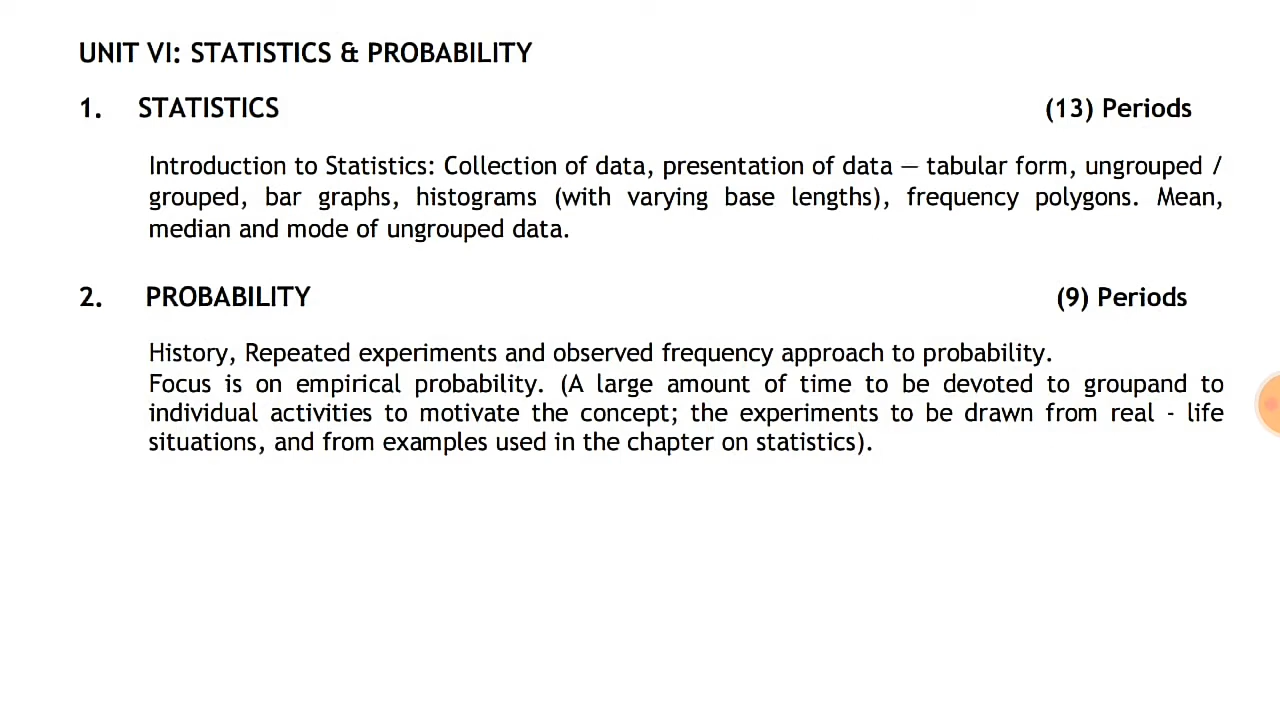 UNIT VI: STATISTICS & PROBABILITY
1. STATISTICS (13) Periods
Introduction to Statistics: Collection of data, presentation of data — tabular form, ungrouped /
grouped, bar graphs, histograms (with varying base lengths), frequency polygons. Mean,
median and mode of ungrouped data.
2. PROBABILITY (9) Periods
History, Repeated experiments and observed frequency approach to probability.
Focus is on empirical probability. (A large amount of time to be devoted to groupand to
individual activities to motivate the concept; the experiments to be drawn from real - life
situations, and from examples used in the chapter on statistics).